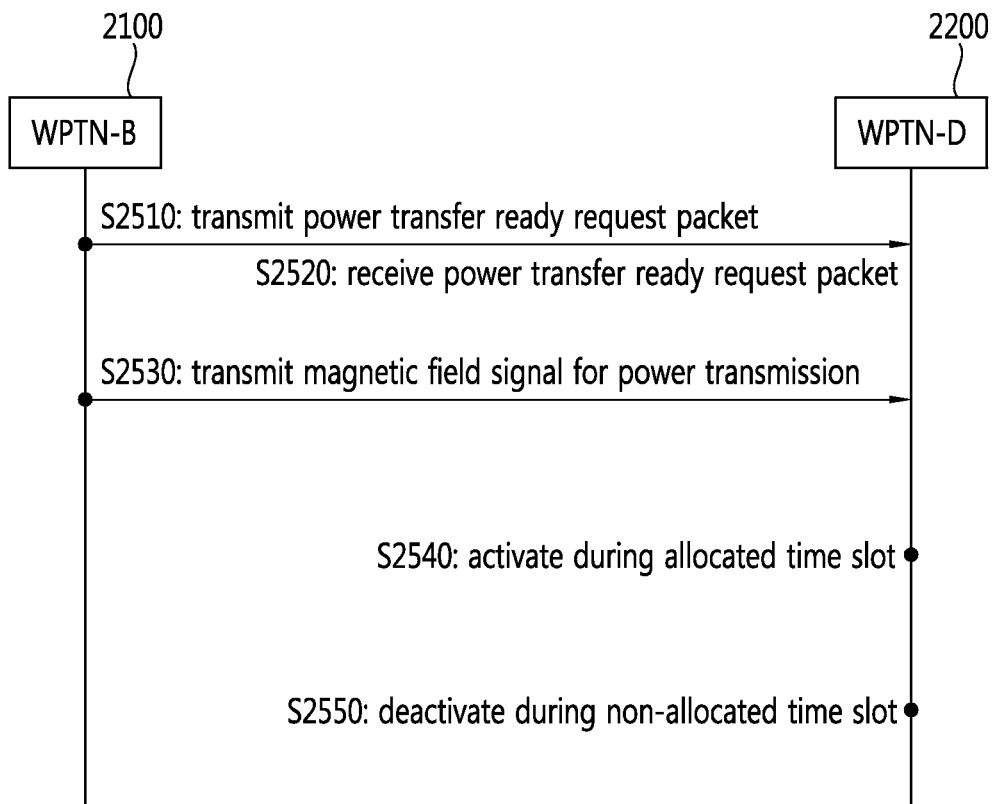 2100
2200
WPTN-B
WPTN-D
S2510: transmit power transfer ready request packet
S2520: receive power transfer ready request packet
S2530: transmit magnetic field signal for power transmission
S2540: activate during allocated time slot
S2550: deactivate during non-allocated time slot